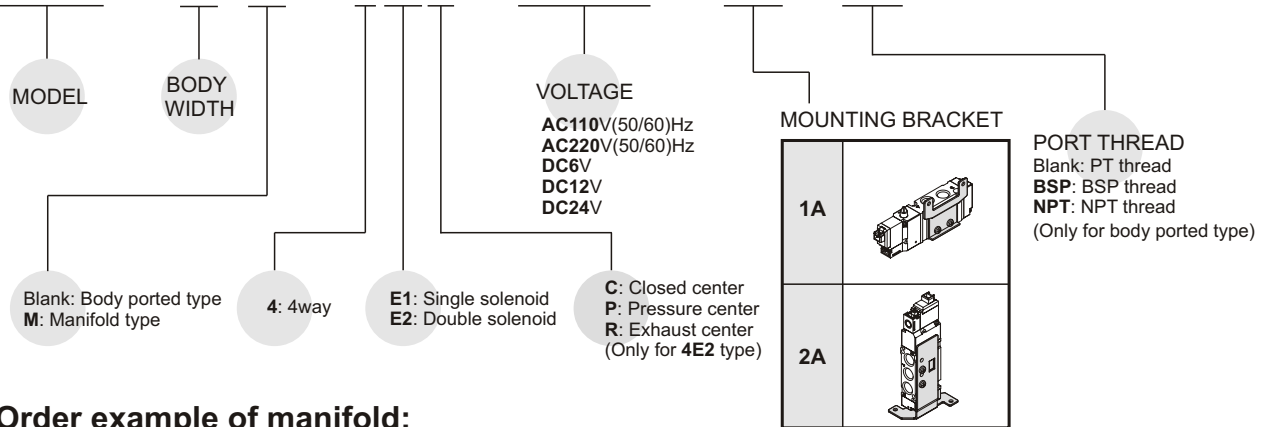 MODEL
BODY
WIDTH
VOLTAGE
AC110V(50/60)Hz
AC220V(50/60)Hz
DC6V
DC12V
DC24V
MOUNTING BRACKET
1A
2A
PORT THREAD
Blank: PT thread
BSP: BSP thread
NPT: NPT thread
(Only for body ported type)
Blank: Body ported type
M: Manifold type
4: 4way
E1: Single solenoid
E2: Double solenoid
C: Closed center
P: Pressure center
R: Exhaust center
(Only for 4E2 type)
Order example of manifold: